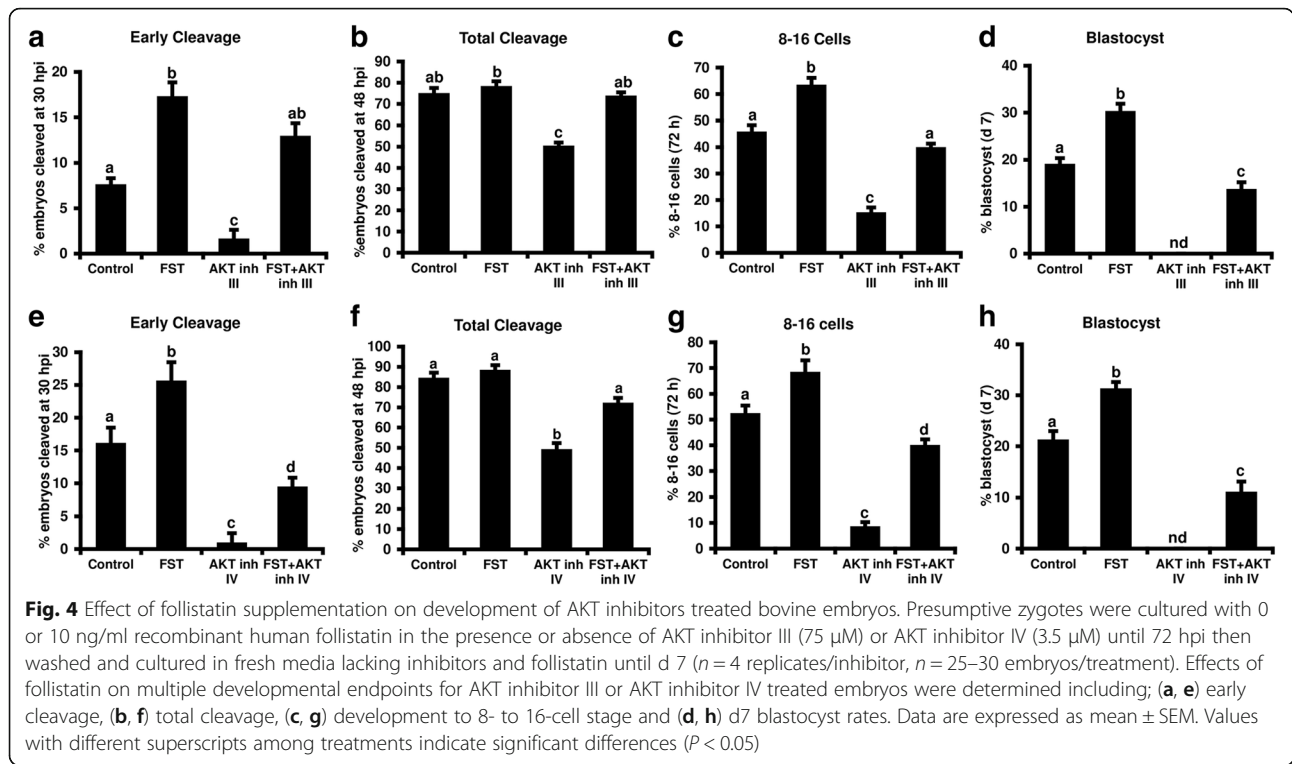 a
Early Cleavage
% embryos cleaved at 30 hpi
20
15
10
5
0
a
b
c
ab
Control
FST
AKT inh III
FST+AKT inh III
b
Total Cleavage
%embryos cleaved at 48 hpi
90
80
70
60
50
40
30
20
10
0
ab
b
c
ab
Control
FST
AKT inh III
FST+AKT inh III
c
8-16 Cells
% 8-16 cells (72 h)
70
60
50
40
30
20
10
0
a
b
c
a
Control
FST
AKT inh III
FST+AKT inh III
d
Blastocyst
% blastocyst (d 7)
40
30
20
10
0
a
b
nd
c
Control
FST
AKT inh III
FST+AKT inh III
e
Early Cleavage
% embryos cleaved at 30 hpi
30
25
20
15
10
5
0
a
b
c
d
Control
FST
AKT inh IV
FST+AKT inh IV
f
Total Cleavage
% embryos cleaved at 48 hpi
100
90
80
70
60
50
40
30
20
10
0
a
a
b
a
Control
FST
AKT inh IV
FST+AKT inh IV
g
8-16 cells
% 8-16 cells (72 h)
80
70
60
50
40
30
20
10
0
a
b
c
d
Control
FST
AKT inh IV
FST+AKT inh IV
h
Blastocyst
% blastocyst (d 7)
40
30
20
10
0
a
b
nd
c
Control
FST
AKT inh IV
FST+AKT inh IV
Fig. 4 Effect of follistatin supplementation on development of AKT inhibitors treated bovine embryos. Presumptive zygotes were cultured with 0
or 10 ng/ml recombinant human follistatin in the presence or absence of AKT inhibitor III (75 μM) or AKT inhibitor IV (3.5 μM) until 72 hpi then
washed and cultured in fresh media lacking inhibitors and follistatin until d 7 (n = 4 replicates/inhibitor, n = 25–30 embryos/treatment). Effects of
follistatin on multiple developmental endpoints for AKT inhibitor III or AKT inhibitor IV treated embryos were determined including; (a, e) early
cleavage, (b, f) total cleavage, (c, g) development to 8- to 16-cell stage and (d, h) d7 blastocyst rates. Data are expressed as mean ± SEM. Values
with different superscripts among treatments indicate significant differences (P < 0.05)